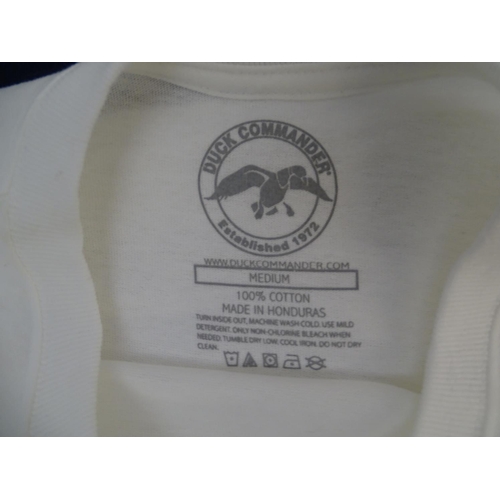 DUCK COMMANDER®
Established 1972
WWW.DUCKCOMMANDER.COM
MEDIUM
100% COTTON
MADE IN HONDURAS
TURN INSIDE OUT, MACHINE WASH COLD. USE MILD
DETERGENT. ONLY NON-CHLORINE BLEACH WHEN
NEEDED. TUMBLE DRY LOW. COOL IRON. DO NOT DRY
CLEAN.